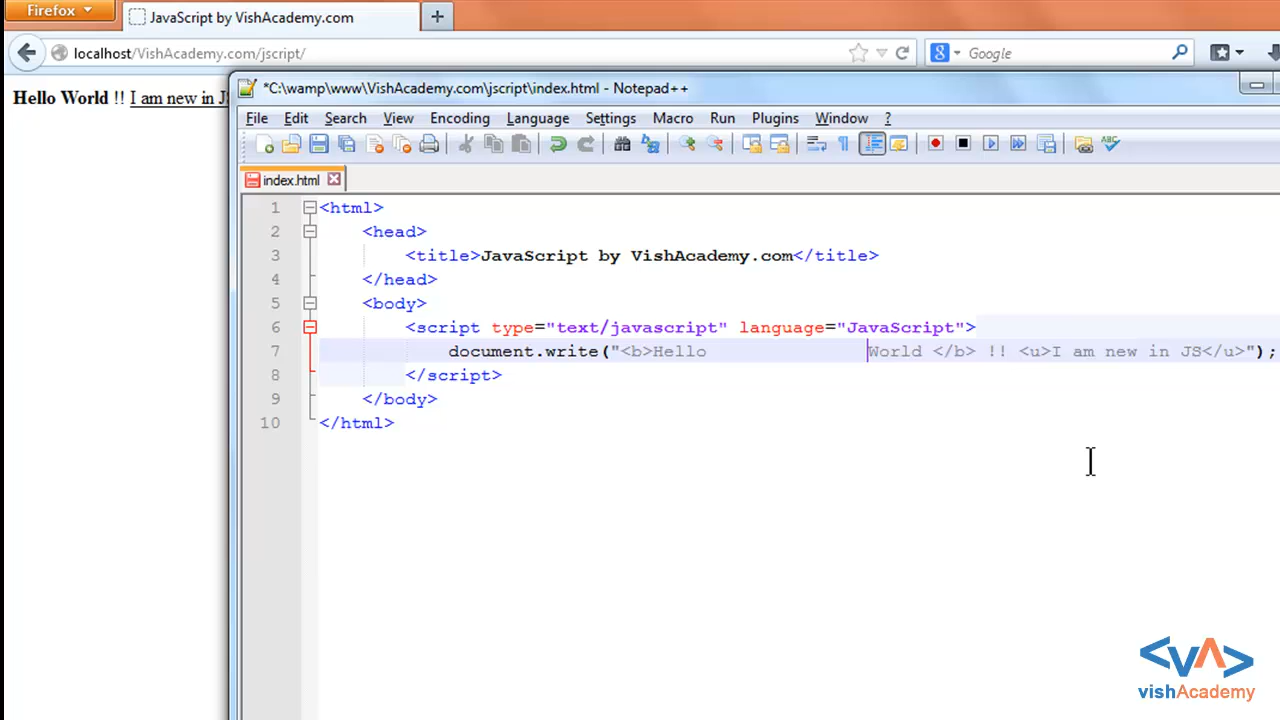 Firefox
JavaScript by VishAcademy.com
localhost/VishAcademy.com/jscript/
Google
Hello World !! I am new in JS
*C:\wamp\www\VishAcademy.com\jscript\index.html - Notepad++
File Edit Search View Encoding Language Settings Macro Run Plugins Window ?
index.html
1 <html>
2 <head>
3 <title>JavaScript by VishAcademy.com</title>
4 </head>
5 <body>
6 <script type="text/javascript" language="JavaScript">
7 document.write("<b>Hello World </b> !! <u>I am new in JS</u>");
8 </script>
9 </body>
10 </html>
vishAcademy